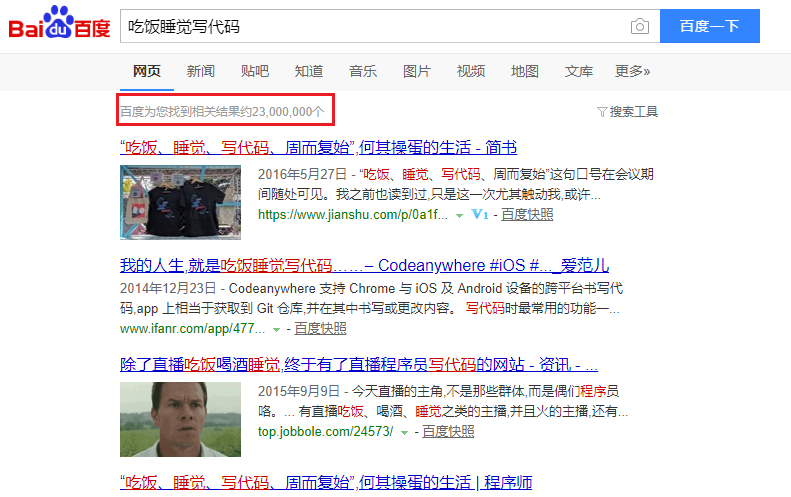 Bai du 百度
吃饭睡觉写代码
百度一下
网页 新闻 贴吧 知道 音乐 图片 视频 地图 文库 更多»
百度为您找到相关结果约23,000,000个
搜索工具
“吃饭、睡觉、写代码、周而复始”,何其操蛋的生活 - 简书
2016年5月27日 - “吃饭、睡觉、写代码、周而复始”这句口号在会议期
间随处可见。我之前也读到过,只是这一次尤其触动我,或许...
https://www.jianshu.com/p/0a1f... V1 - 百度快照
我的人生,就是吃饭睡觉写代码……– Codeanywhere #iOS #..._爱范儿
2014年12月23日 - Codeanywhere 支持 Chrome 与 iOS 及 Android 设备的跨平台书写代
码,app 上相当于获取到 Git 仓库,并在其中书写或更改内容。 写代码时最常用的功能一...
www.ifanr.com/app/477... - 百度快照
除了直播吃饭喝酒睡觉,终于有了直播程序员写代码的网站 - 资讯 - ...
2015年9月9日 - 今天直播的主角,不是那些群体,而是偶们程序员
咯。... 有直播吃饭、喝酒、睡觉之类的主播,并且火的主播,还有...
top.jobbole.com/24573/ - 百度快照
“吃饭、睡觉、写代码、周而复始”,何其操蛋的生活 | 程序师